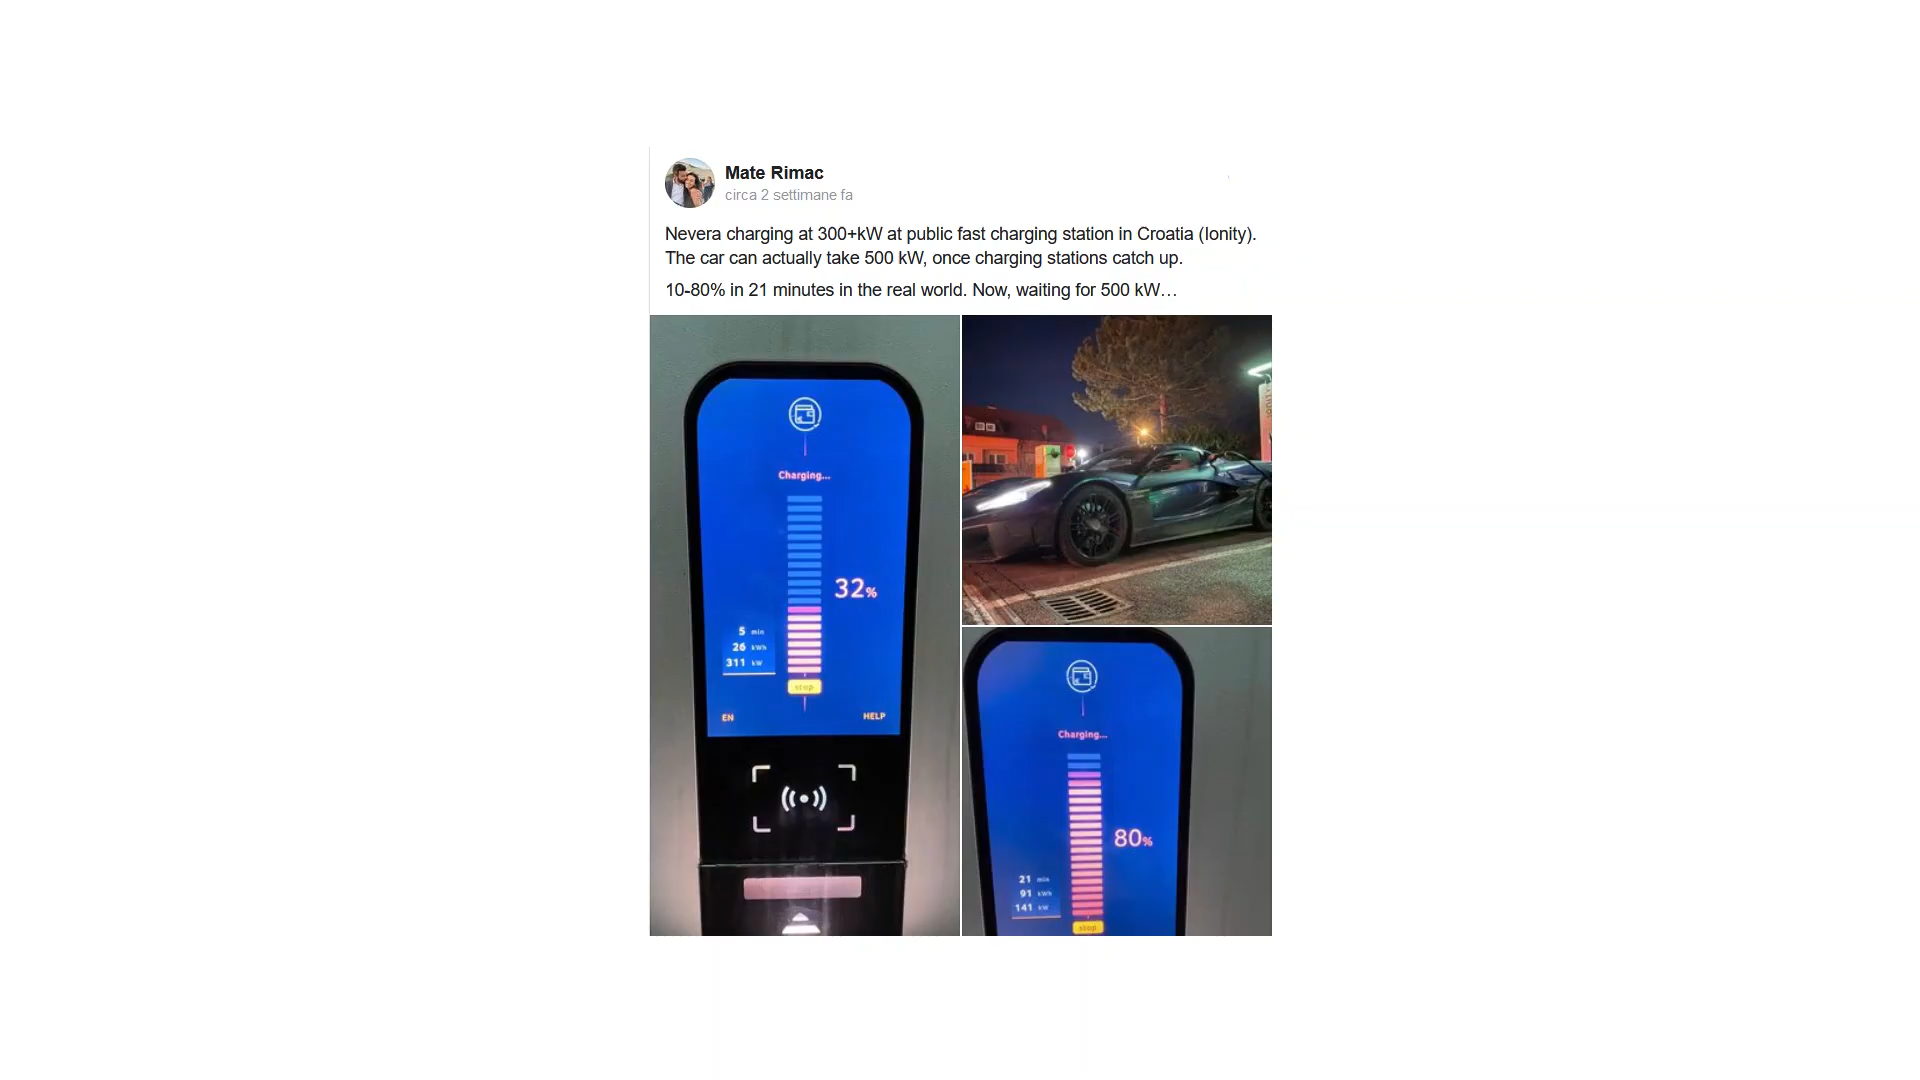 Mate Rimac
circa 2 settimane fa
Nevera charging at 300+kW at public fast charging station in Croatia (Ionity).
The car can actually take 500 kW, once charging stations catch up.
10-80% in 21 minutes in the real world. Now, waiting for 500 kW…
Charging...
32%
5 min
26 kWh
311 kW
stop
EN HELP
Charging...
80%
21 min
91 kWh
141 kW
stop